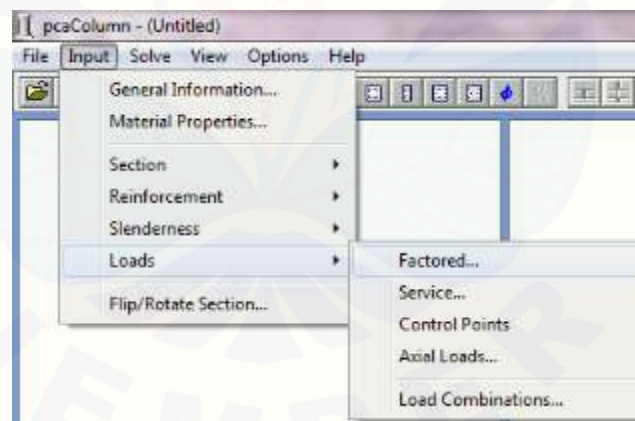 pcaColumn - (Untitled)
File Input Solve View Options Help
General Information...
Material Properties...
Section
Reinforcement
Slenderness
Loads
Flip/Rotate Section...
Factored...
Service...
Control Points
Axial Loads...
Load Combinations...